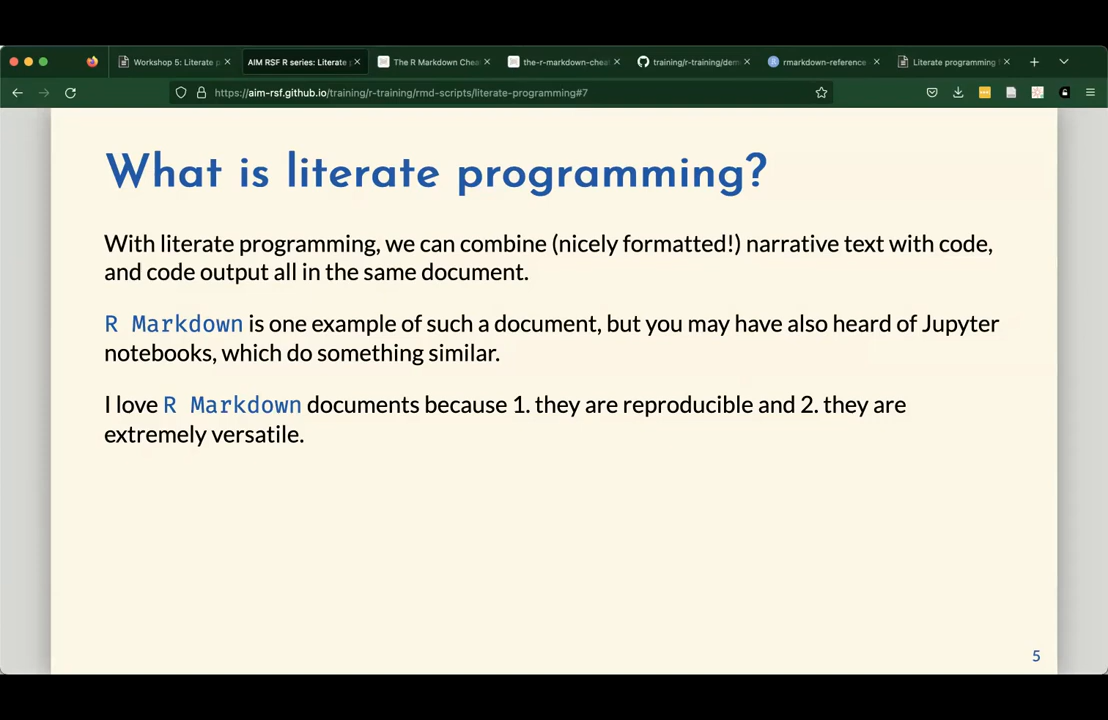 Workshop 5: Literate p
AIM RSF R series: Literate
The R Markdown Chea
the-r-markdown-cheat
training/r-training/dem
rmarkdown-reference
Literate programming
https://aim-rsf.github.io/training/r-training/rmd-scripts/literate-programming#7
What is literate programming?
With literate programming, we can combine (nicely formatted!) narrative text with code,
and code output all in the same document.
R Markdown is one example of such a document, but you may have also heard of Jupyter
notebooks, which do something similar.
I love R Markdown documents because 1. they are reproducible and 2. they are
extremely versatile.
5